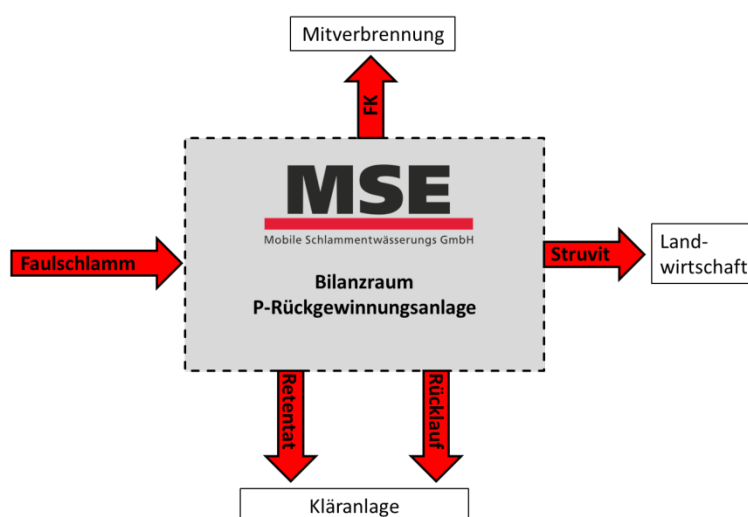 Mitverbrennung
FK
MSE
Mobile Schlammentwässerungs GmbH
Faulschlamm
Struvit
Land-
wirtschaft
Bilanzraum
P-Rückgewinnungsanlage
Retentat
Rücklauf
Kläranlage